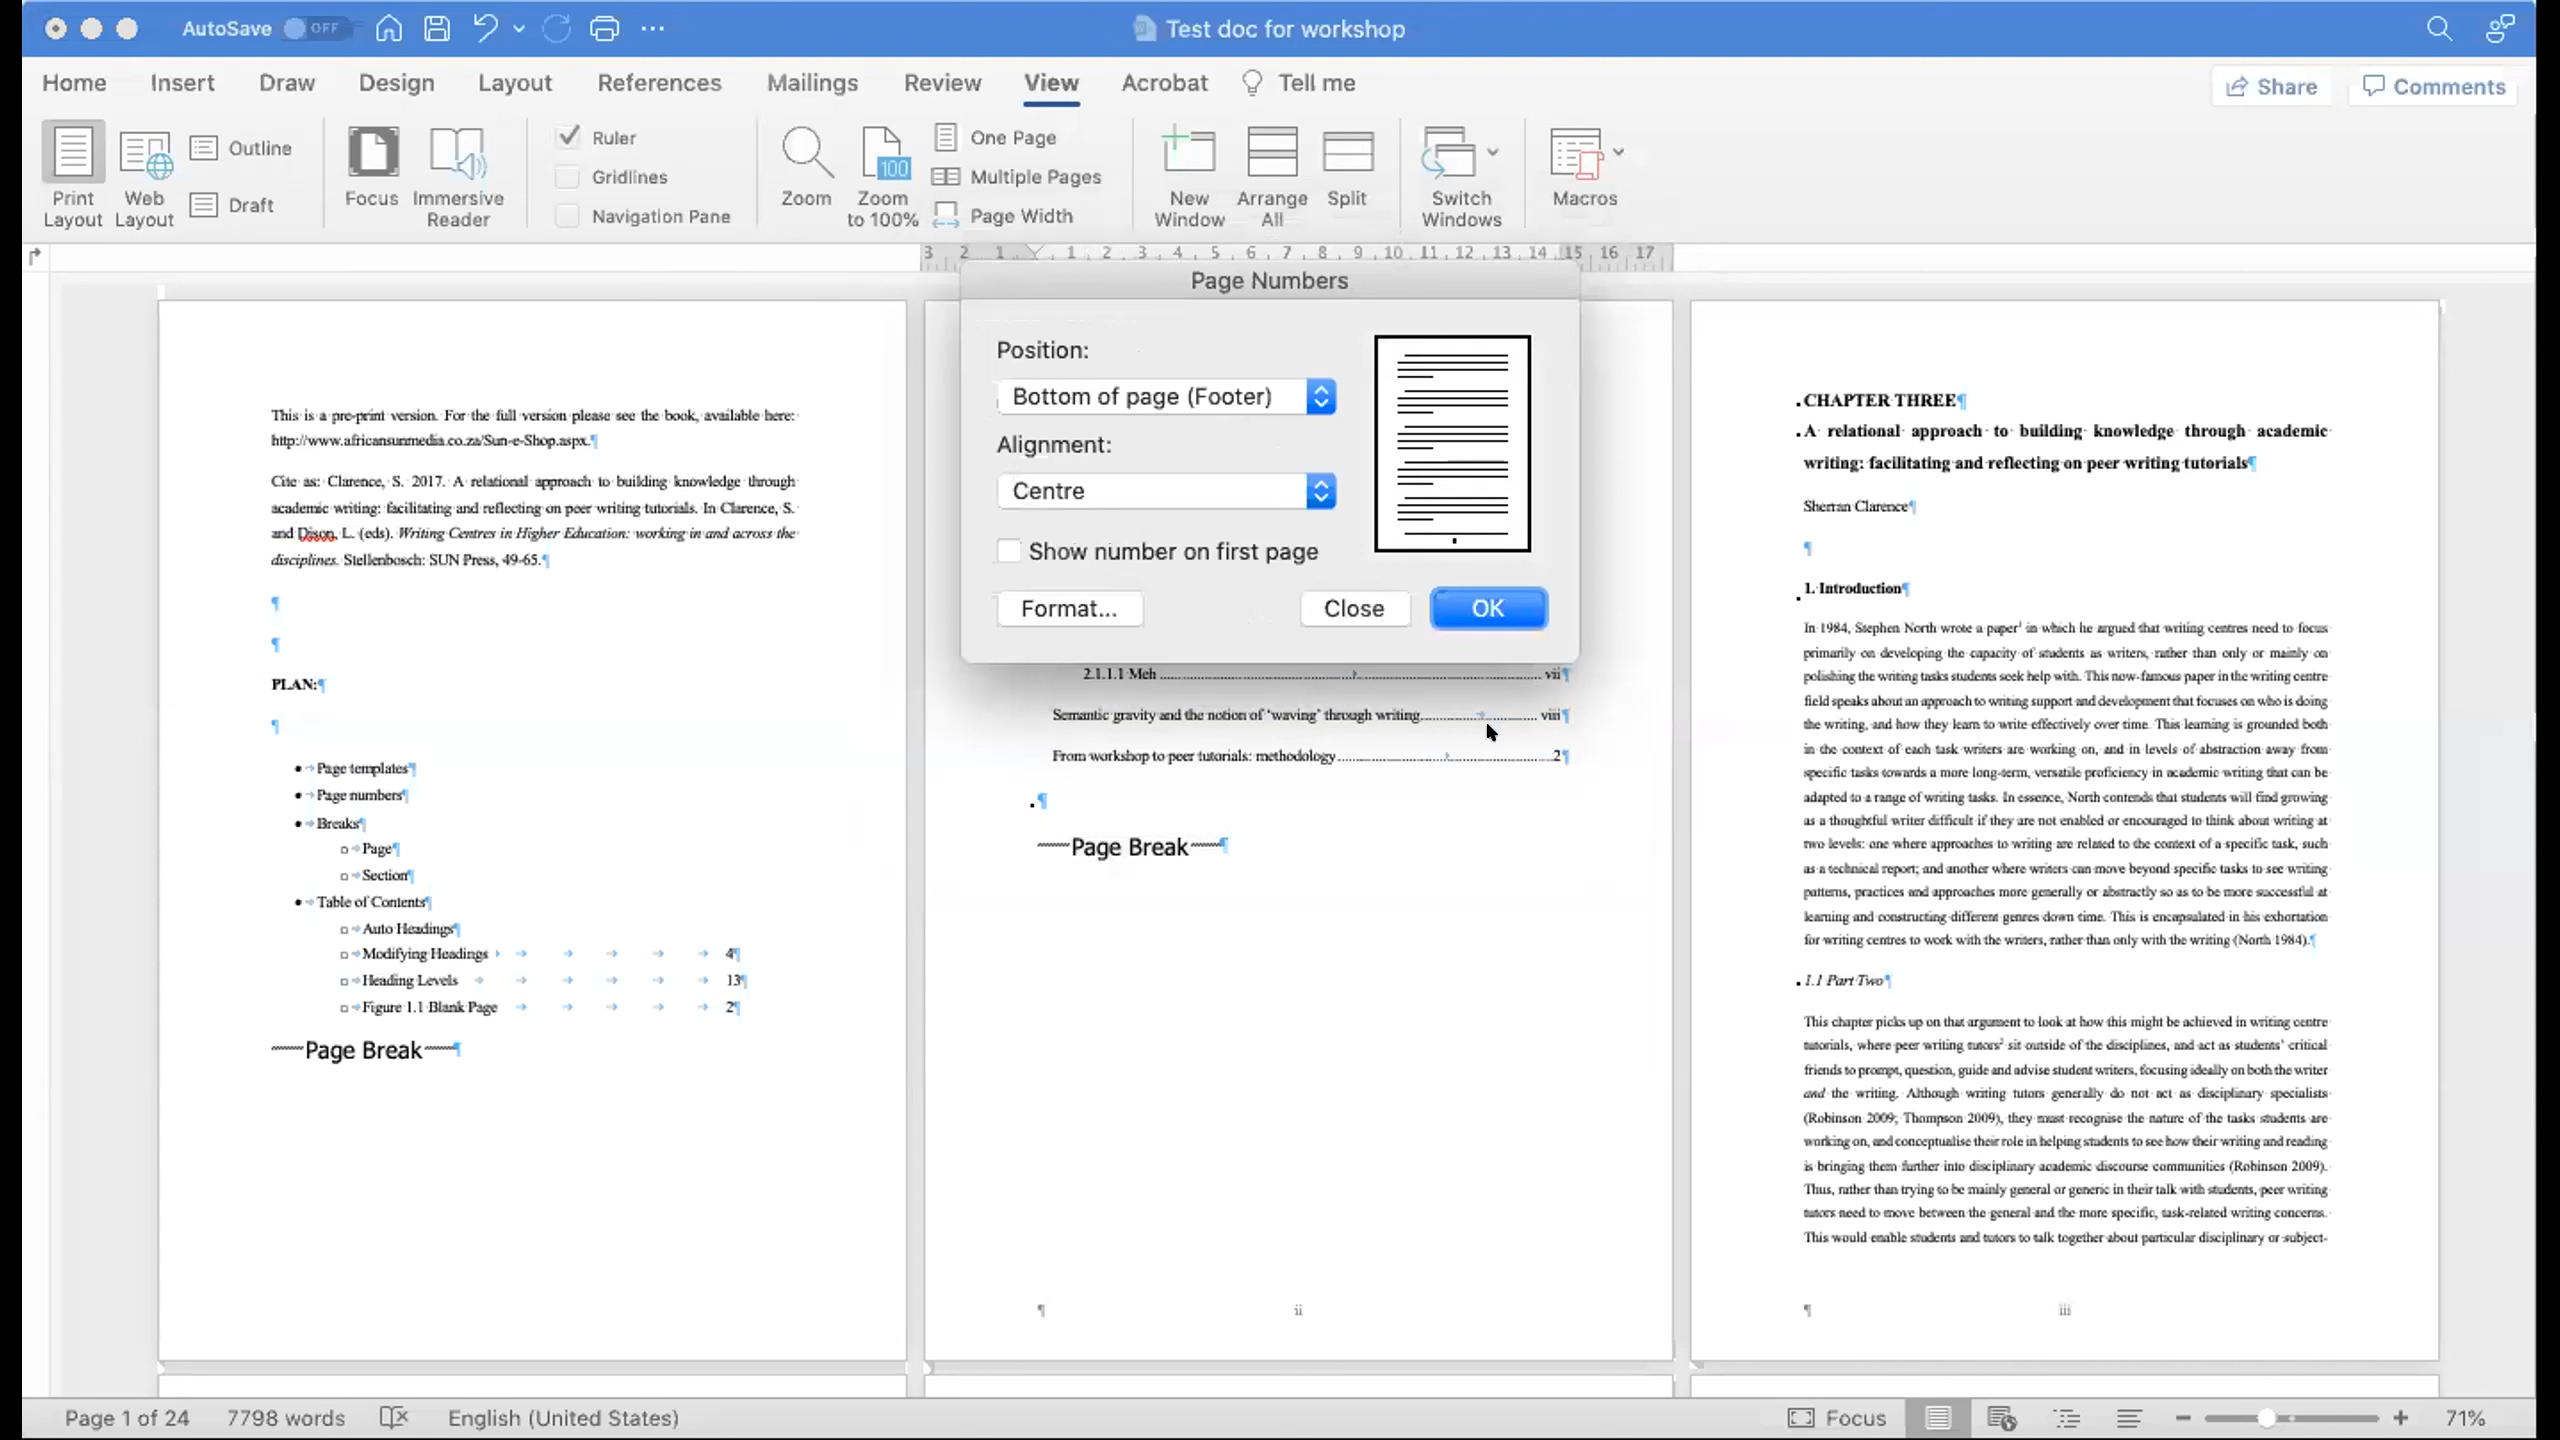 AutoSave OFF
Test doc for workshop
Home Insert Draw Design Layout References Mailings Review View Acrobat Tell me
Share Comments
Print Layout
Web Layout
Outline
Draft
Focus
Immersive Reader
Ruler
Gridlines
Navigation Pane
Zoom
Zoom to 100%
100
One Page
Multiple Pages
Page Width
New Window
Arrange All
Split
Switch Windows
Macros
3 2 1 1 2 3 4 5 6 7 8 9 10 11 12 13 14 15 16 17
This is a pre-print version. For the full version please see the book, available here:
http://www.africansunmedia.co.za/Sun-e-Shop.aspx.¶
Cite as: Clarence, S. 2017. A relational approach to building knowledge through
academic writing: facilitating and reflecting on peer writing tutorials. In Clarence, S.
and Dison, L. (eds). Writing Centres in Higher Education: working in and across the
disciplines. Stellenbosch: SUN Press, 49-65.¶
¶
¶
PLAN:¶
¶
• Page templates¶
• Page numbers¶
• Breaks¶
Page¶
Section¶
• Table of Contents¶
Auto Headings¶
Modifying Headings 4¶
Heading Levels 13¶
Figure 1.1 Blank Page 2¶
Page Break¶
Page Numbers
Position:
Bottom of page (Footer)
Alignment:
Centre
Show number on first page
Format...
Close
OK
2.1.1.1 Meh vii¶
Semantic gravity and the notion of ‘waving’ through writing viii¶
From workshop to peer tutorials: methodology 2¶
¶
Page Break¶
¶ ii
CHAPTER THREE¶
A relational approach to building knowledge through academic
writing: facilitating and reflecting on peer writing tutorials¶
Sherran Clarence¶
¶
1. Introduction¶
In 1984, Stephen North wrote a paper¹ in which he argued that writing centres need to focus
primarily on developing the capacity of students as writers, rather than only or mainly on
polishing the writing tasks students seek help with. This now-famous paper in the writing centre
field speaks about an approach to writing support and development that focuses on who is doing
the writing, and how they learn to write effectively over time. This learning is grounded both
in the context of each task writers are working on, and in levels of abstraction away from
specific tasks towards a more long-term, versatile proficiency in academic writing that can be
adapted to a range of writing tasks. In essence, North contends that students will find growing
as a thoughtful writer difficult if they are not enabled or encouraged to think about writing at
two levels: one where approaches to writing are related to the context of a specific task, such
as a technical report; and another where writers can move beyond specific tasks to see writing
patterns, practices and approaches more generally or abstractly so as to be more successful at
learning and constructing different genres down time. This is encapsulated in his exhortation
for writing centres to work with the writers, rather than only with the writing (North 1984).¶
1.1 Part Two¶
This chapter picks up on that argument to look at how this might be achieved in writing centre
tutorials, where peer writing tutors² sit outside of the disciplines, and act as students’ critical
friends to prompt, question, guide and advise student writers, focusing ideally on both the writer
and the writing. Although writing tutors generally do not act as disciplinary specialists
(Robinson 2009; Thompson 2009), they must recognise the nature of the tasks students are
working on, and conceptualise their role in helping students to see how their writing and reading
is bringing them further into disciplinary academic discourse communities (Robinson 2009).
Thus, rather than trying to be mainly general or generic in their talk with students, peer writing
tutors need to move between the general and the more specific, task-related writing concerns.
This would enable students and tutors to talk together about particular disciplinary or subject-
¶ iii
Page 1 of 24 7798 words English (United States) Focus 71%